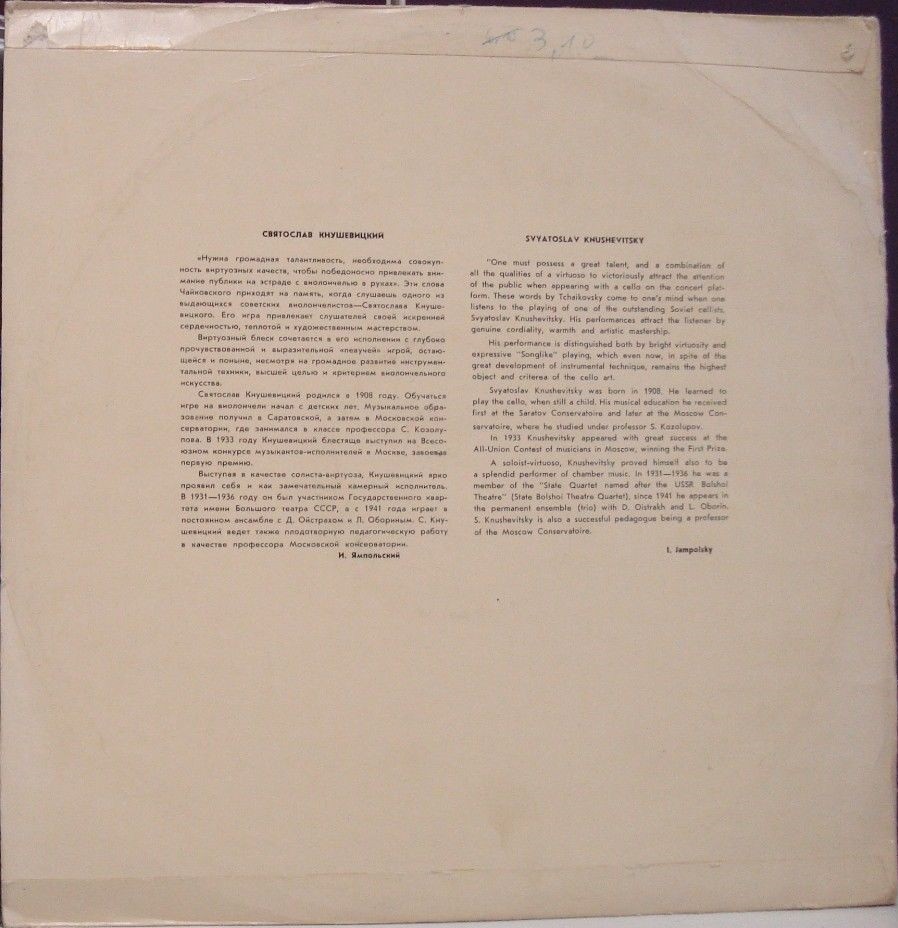 3,10
СВЯТОСЛАВ КНУШЕВИЦКИЙ
«Нужна громадная талантливость, необходима совокуп-
ность виртуозных качеств, чтобы победоносно привлекать вни-
мание публики на эстраде с виолончелью в руках». Эти слова
Чайковского приходят на память, когда слушаешь одного из
выдающихся советских виолончелистов—Святослава Кнуше-
вицкого. Его игра привлекает слушателей своей искренней
сердечностью, теплотой и художественным мастерством.
Виртуозный блеск сочетается в его исполнении с глубоко
прочувствованной и выразительной «певучей» игрой, остаю-
щейся и поныне, несмотря на громадное развитие инструмен-
тальной техники, высшей целью и критерием виолончельного
искусства.
Святослав Кнушевицкий родился в 1908 году. Обучаться
игре на виолончели начал с детских лет. Музыкальное обра-
зование получил в Саратовской, а затем в Московской кон-
серватории, где занимался в классе профессора С. Козолу-
пова. В 1933 году Кнушевицкий блестяще выступил на Всесо-
юзном конкурсе музыкантов-исполнителей в Москве, завоевав
первую премию.
Выступая в качестве солиста-виртуоза, Кнушевицкий ярко
проявил себя и как замечательный камерный исполнитель.
В 1931—1936 году он был участником Государственного квар-
тета имени Большого театра СССР, а с 1941 года играет в
постоянном ансамбле с Д. Ойстрахом и Л. Обориным. С. Кну-
шевицкий ведет также плодотворную педагогическую работу
в качестве профессора Московской консерватории.
И. Ямпольский
SVYATOSLAV KNUSHEVITSKY
"One must possess a great talent, and a combination of
all the qualities of a virtuoso to victoriously attract the attention
of the public when appearing with a cello on the concert plat-
form. These words by Tchaikovsky come to one's mind when one
listens to the playing of one of the outstanding Soviet cellists,
Svyatoslav Knushevitsky. His performances attract the listener by
genuine cordiality, warmth and artistic mastership.
His performance is distinguished both by bright virtuosity and
expressive "Songlike" playing, which even now, in spite of the
great development of instrumental technique, remains the highest
object and criterea of the cello art.
Svyatoslav Knushevitsky was born in 1908. He learned to
play the cello, when still a child. His musical education he received
first at the Saratov Conservatoire and later at the Moscow Con-
servatoire, where he studied under professor S. Kozolupov.
In 1933 Knushevitsky appeared with great success at the
All-Union Contest of musicians in Moscow, winning the First Prize.
A soloist-virtuoso, Knushevitsky proved himself also to be
a splendid performer of chamber music. In 1931—1936 he was a
member of the "State Quartet named after the USSR Bolshoi
Theatre" (State Bolshoi Theatre Quartet), since 1941 he appears in
the permanent ensemble (trio) with D. Oistrakh and L. Oborin.
S. Knushevitsky is also a successful pedagogue being a professor
of the Moscow Conservatoire.
I. Jampolsky